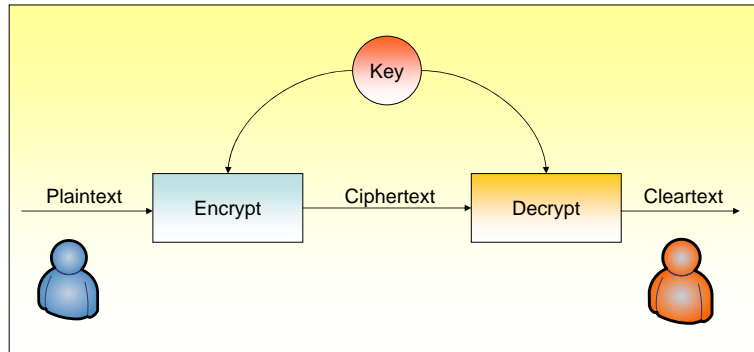 Key
Plaintext
Encrypt
Ciphertext
Decrypt
Cleartext